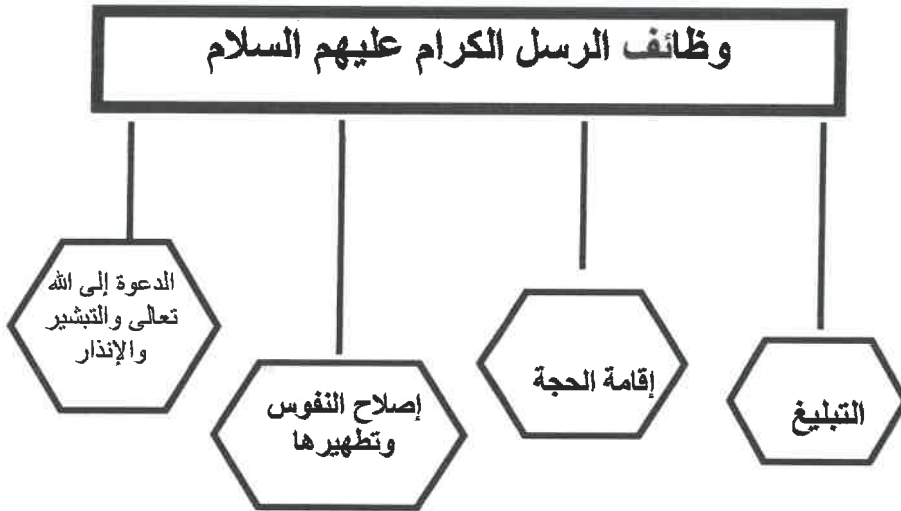 وظائف الرسل الكرام عليهم السلام
التبليغ
إقامة الحجة
إصلاح النفوس
وتطهيرها
الدعوة إلى الله
تعالى والتبشير
والإنذار